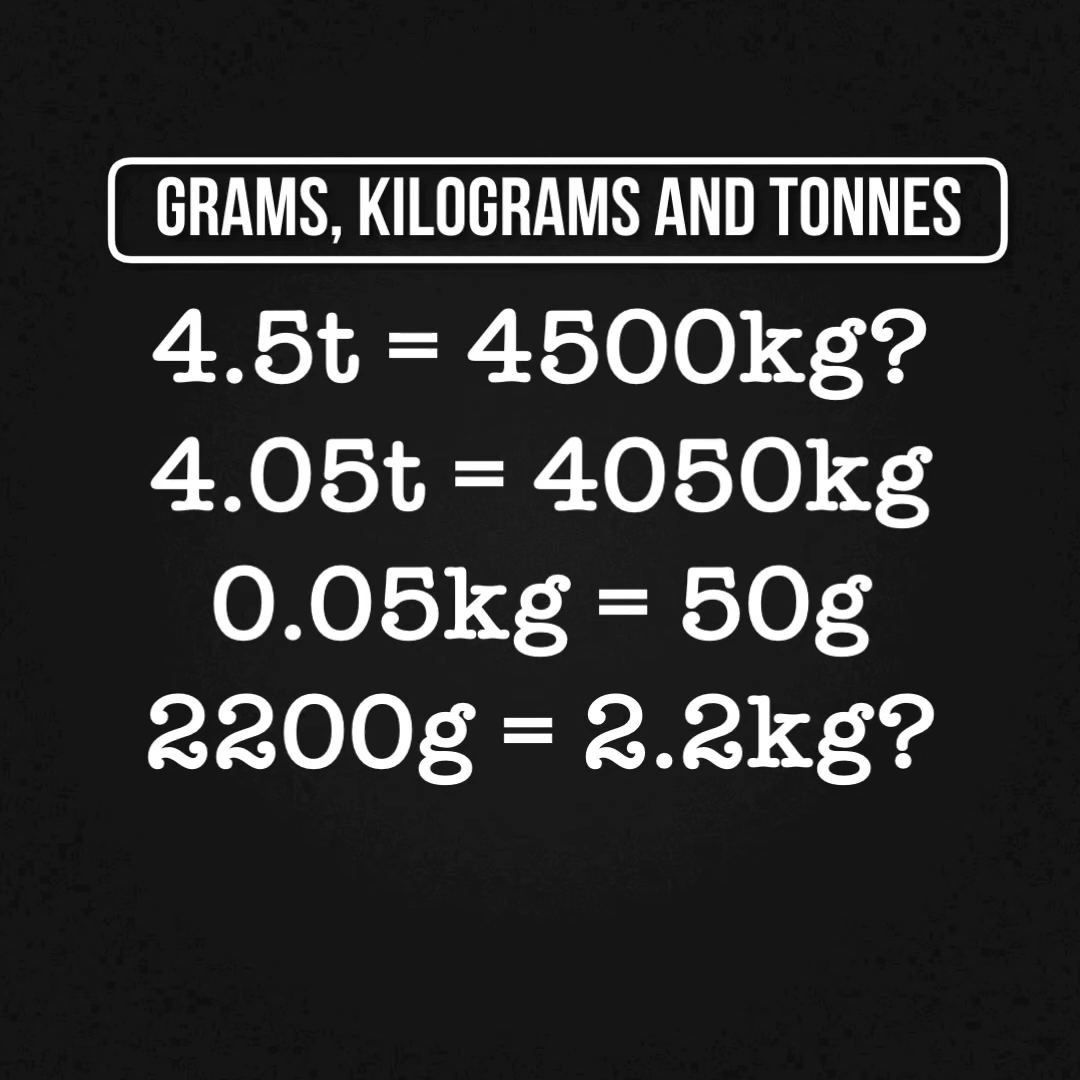 GRAMS, KILOGRAMS AND TONNES
4.5t = 4500kg?
4.05t = 4050kg
0.05kg = 50g
2200g = 2.2kg?